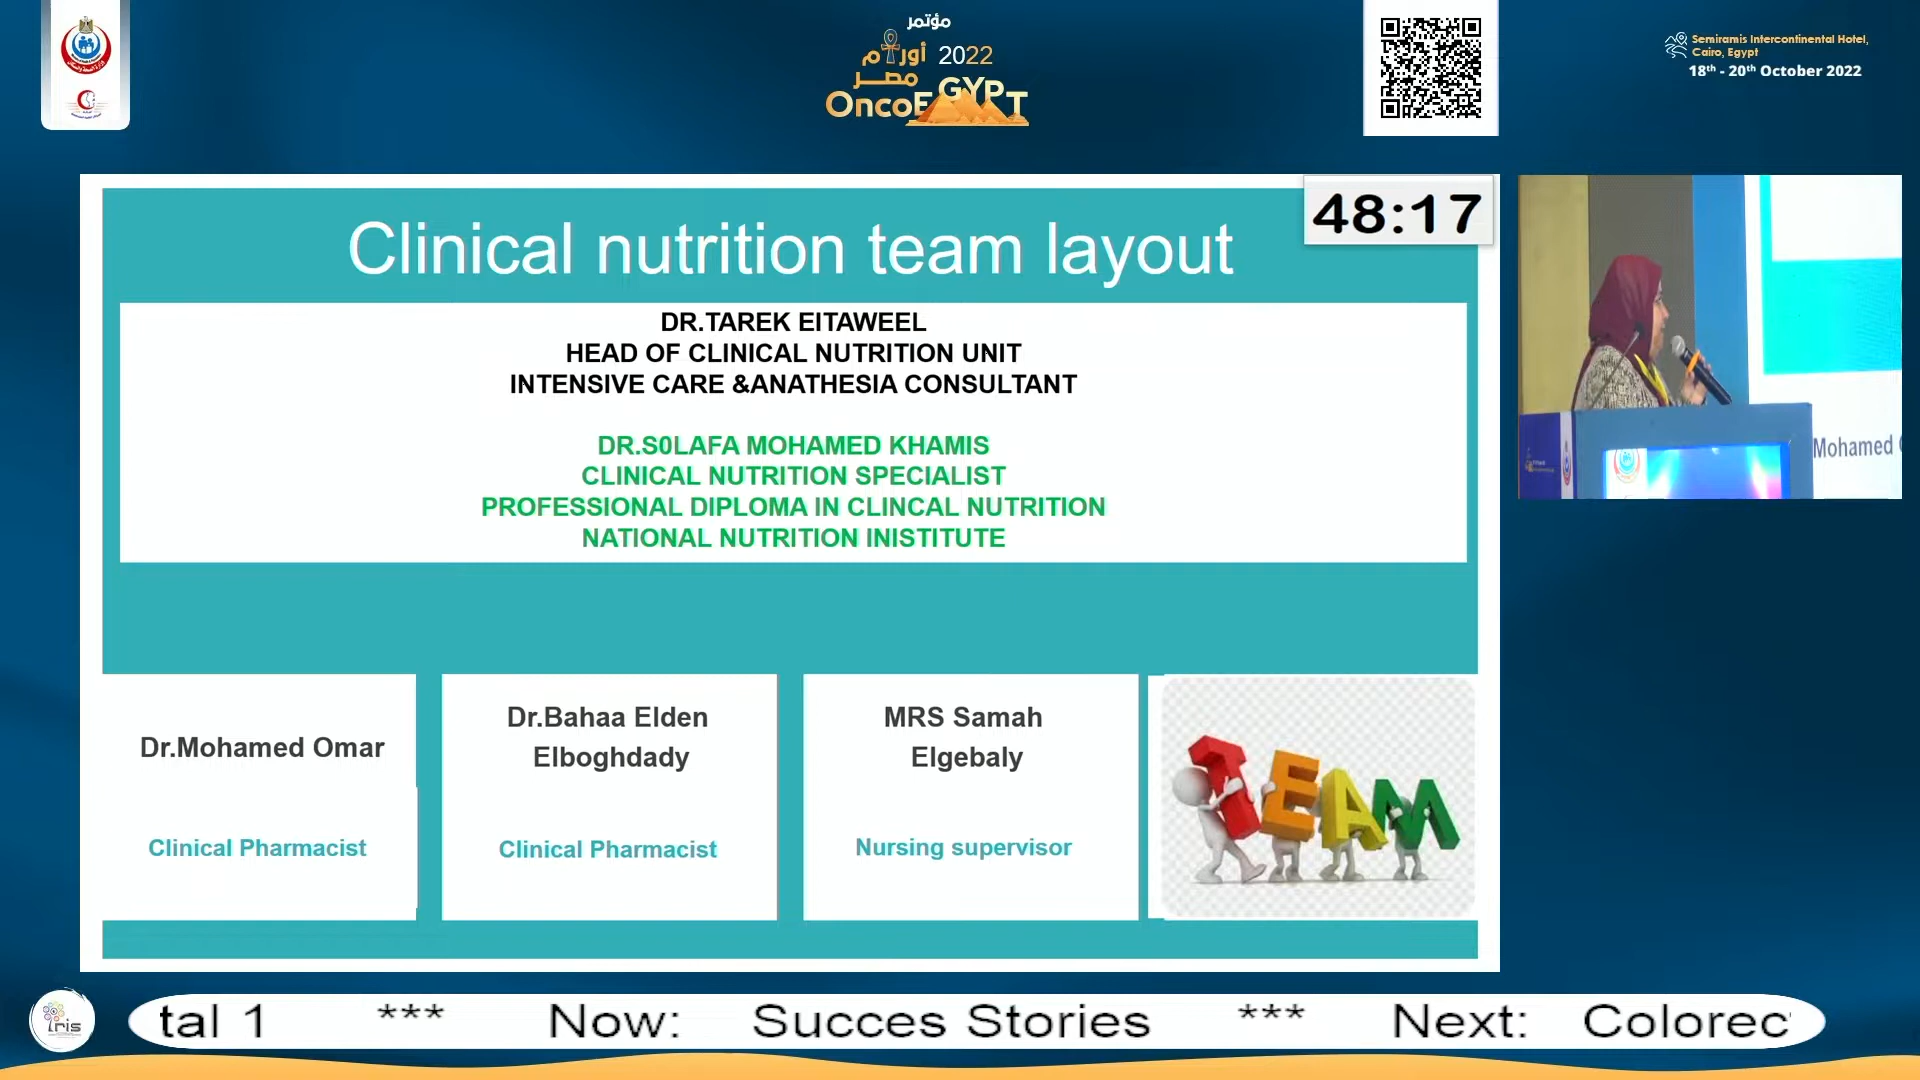 مؤتمر
أورام 2022
مصر
OncoEGYPT
Semiramis Intercontinental Hotel,
Cairo, Egypt
18th - 20th October 2022
48:17
Clinical nutrition team layout
DR.TAREK EITAWEEL
HEAD OF CLINICAL NUTRITION UNIT
INTENSIVE CARE &ANATHESIA CONSULTANT
DR.S0LAFA MOHAMED KHAMIS
CLINICAL NUTRITION SPECIALIST
PROFESSIONAL DIPLOMA IN CLINCAL NUTRITION
NATIONAL NUTRITION INISTITUTE
Mohamed
Dr.Mohamed Omar
Clinical Pharmacist
Dr.Bahaa Elden
Elboghdady
Clinical Pharmacist
MRS Samah
Elgebaly
Nursing supervisor
TEAM
iris
tal 1 *** Now: Succes Stories *** Next: Colorec